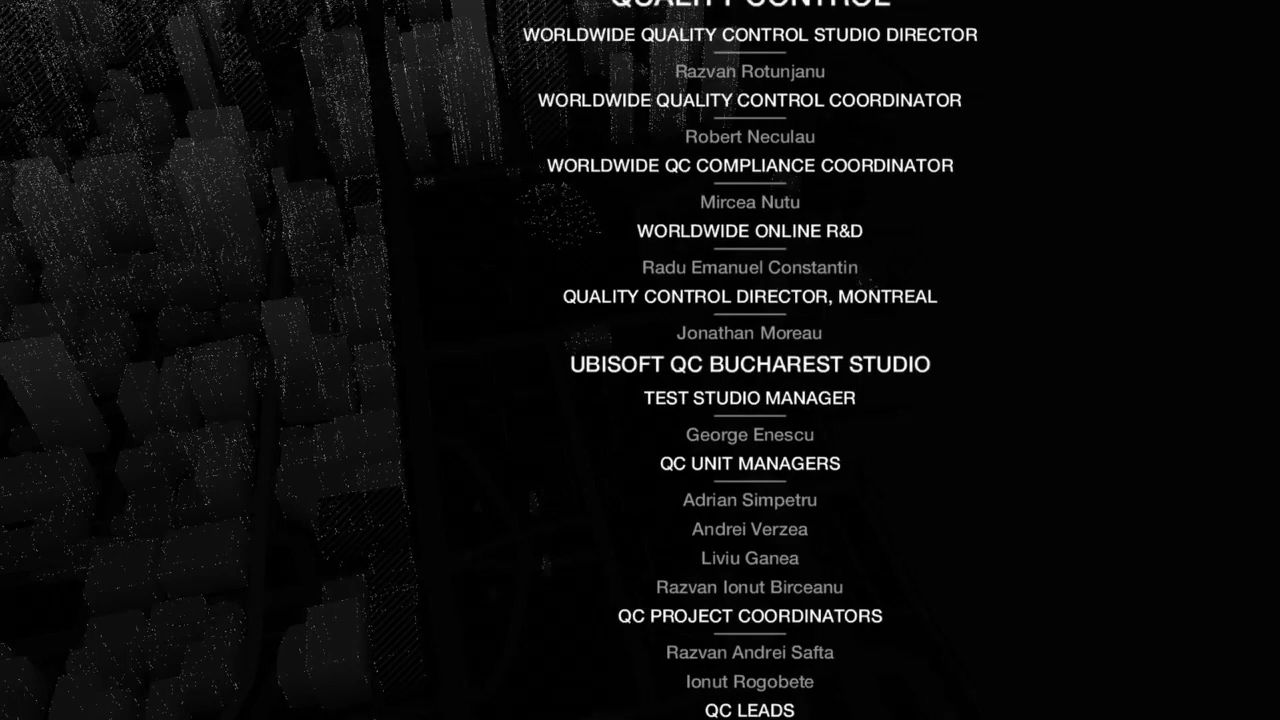 QUALITY CONTROL
WORLDWIDE QUALITY CONTROL STUDIO DIRECTOR
Razvan Rotunjanu
WORLDWIDE QUALITY CONTROL COORDINATOR
Robert Neculau
WORLDWIDE QC COMPLIANCE COORDINATOR
Mircea Nutu
WORLDWIDE ONLINE R&D
Radu Emanuel Constantin
QUALITY CONTROL DIRECTOR, MONTREAL
Jonathan Moreau
UBISOFT QC BUCHAREST STUDIO
TEST STUDIO MANAGER
George Enescu
QC UNIT MANAGERS
Adrian Simpetru
Andrei Verzea
Liviu Ganea
Razvan Ionut Birceanu
QC PROJECT COORDINATORS
Razvan Andrei Safta
Ionut Rogobete
QC LEADS